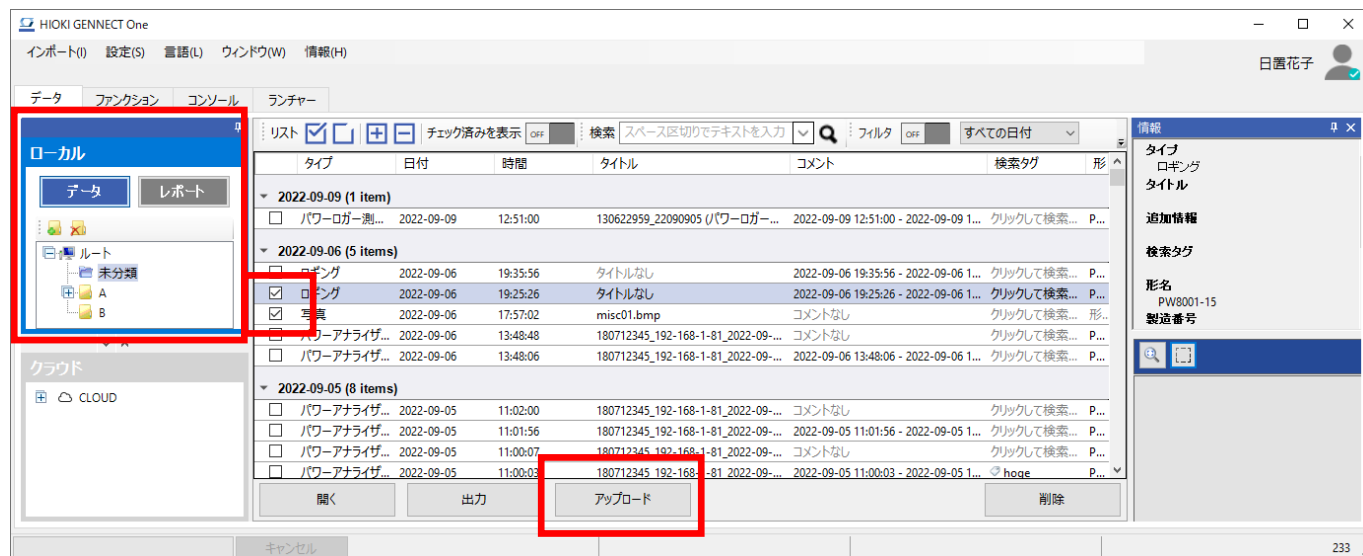 HIOKI GENNECT One
インポート(I) 設定(S) 言語(L) ウィンドウ(W) 情報(H)
日置花子
データ ファンクション コンソール ランチャー
ローカル
データ レポート
ルート
未分類
A
B
クラウド
CLOUD
リスト チェック済みを表示 OFF 検索 スペース区切りでテキストを入力 フィルタ OFF すべての日付
タイプ 日付 時間 タイトル コメント 検索タグ 形
2022-09-09 (1 item)
パワーロガー測... 2022-09-09 12:51:00 130622959_22090905 (パワーロガー... 2022-09-09 12:51:00 - 2022-09-09 1... クリックして検索... P...
2022-09-06 (5 items)
ロギング 2022-09-06 19:35:56 タイトルなし 2022-09-06 19:35:56 - 2022-09-06 1... クリックして検索... P...
ロギング 2022-09-06 19:25:26 タイトルなし 2022-09-06 19:25:26 - 2022-09-06 1... クリックして検索... P...
写真 2022-09-06 17:57:02 misc01.bmp コメントなし クリックして検索... 形...
パワーアナライザ... 2022-09-06 13:48:48 180712345_192-168-1-81_2022-09-... コメントなし クリックして検索... P...
パワーアナライザ... 2022-09-06 13:48:06 180712345_192-168-1-81_2022-09-... 2022-09-06 13:48:06 - 2022-09-06 1... クリックして検索... P...
2022-09-05 (8 items)
パワーアナライザ... 2022-09-05 11:02:00 180712345_192-168-1-81_2022-09-... コメントなし クリックして検索... P...
パワーアナライザ... 2022-09-05 11:01:56 180712345_192-168-1-81_2022-09-... 2022-09-05 11:01:56 - 2022-09-05 1... クリックして検索... P...
パワーアナライザ... 2022-09-05 11:00:07 180712345_192-168-1-81_2022-09-... コメントなし クリックして検索... P...
パワーアナライザ... 2022-09-05 11:00:03 180712345_192-168-1-81_2022-09-... 2022-09-05 11:00:03 - 2022-09-05 1... hoge P...
開く 出力 アップロード 削除
情報
タイプ
ロギング
タイトル
追加情報
検索タグ
形名
PW8001-15
製造番号
キャンセル 233